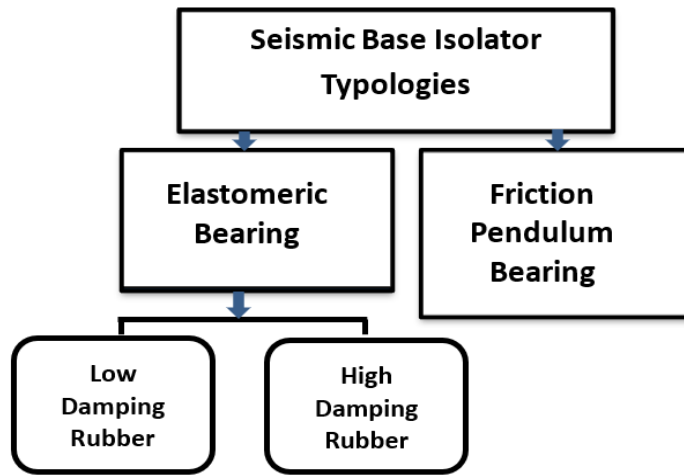 Seismic Base Isolator
Typologies
Elastomeric
Bearing
Friction
Pendulum
Bearing
Low
Damping
Rubber
High
Damping
Rubber